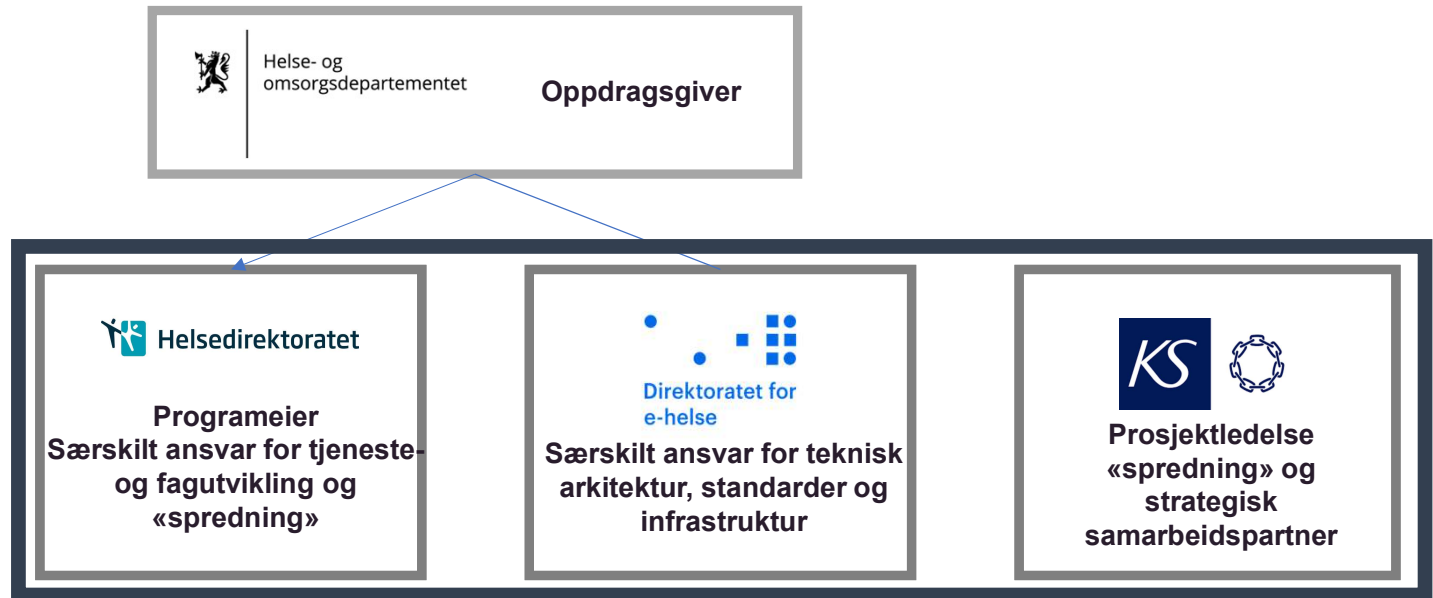 Helse- og
omsorgsdepartementet
Oppdragsgiver
Helsedirektoratet
Programeier
Særskilt ansvar for tjeneste-
og fagutvikling og
«spredning»
Direktoratet for
e-helse
Særskilt ansvar for teknisk
arkitektur, standarder og
infrastruktur
KS
Prosjektledelse
«spredning» og
strategisk
samarbeidspartner